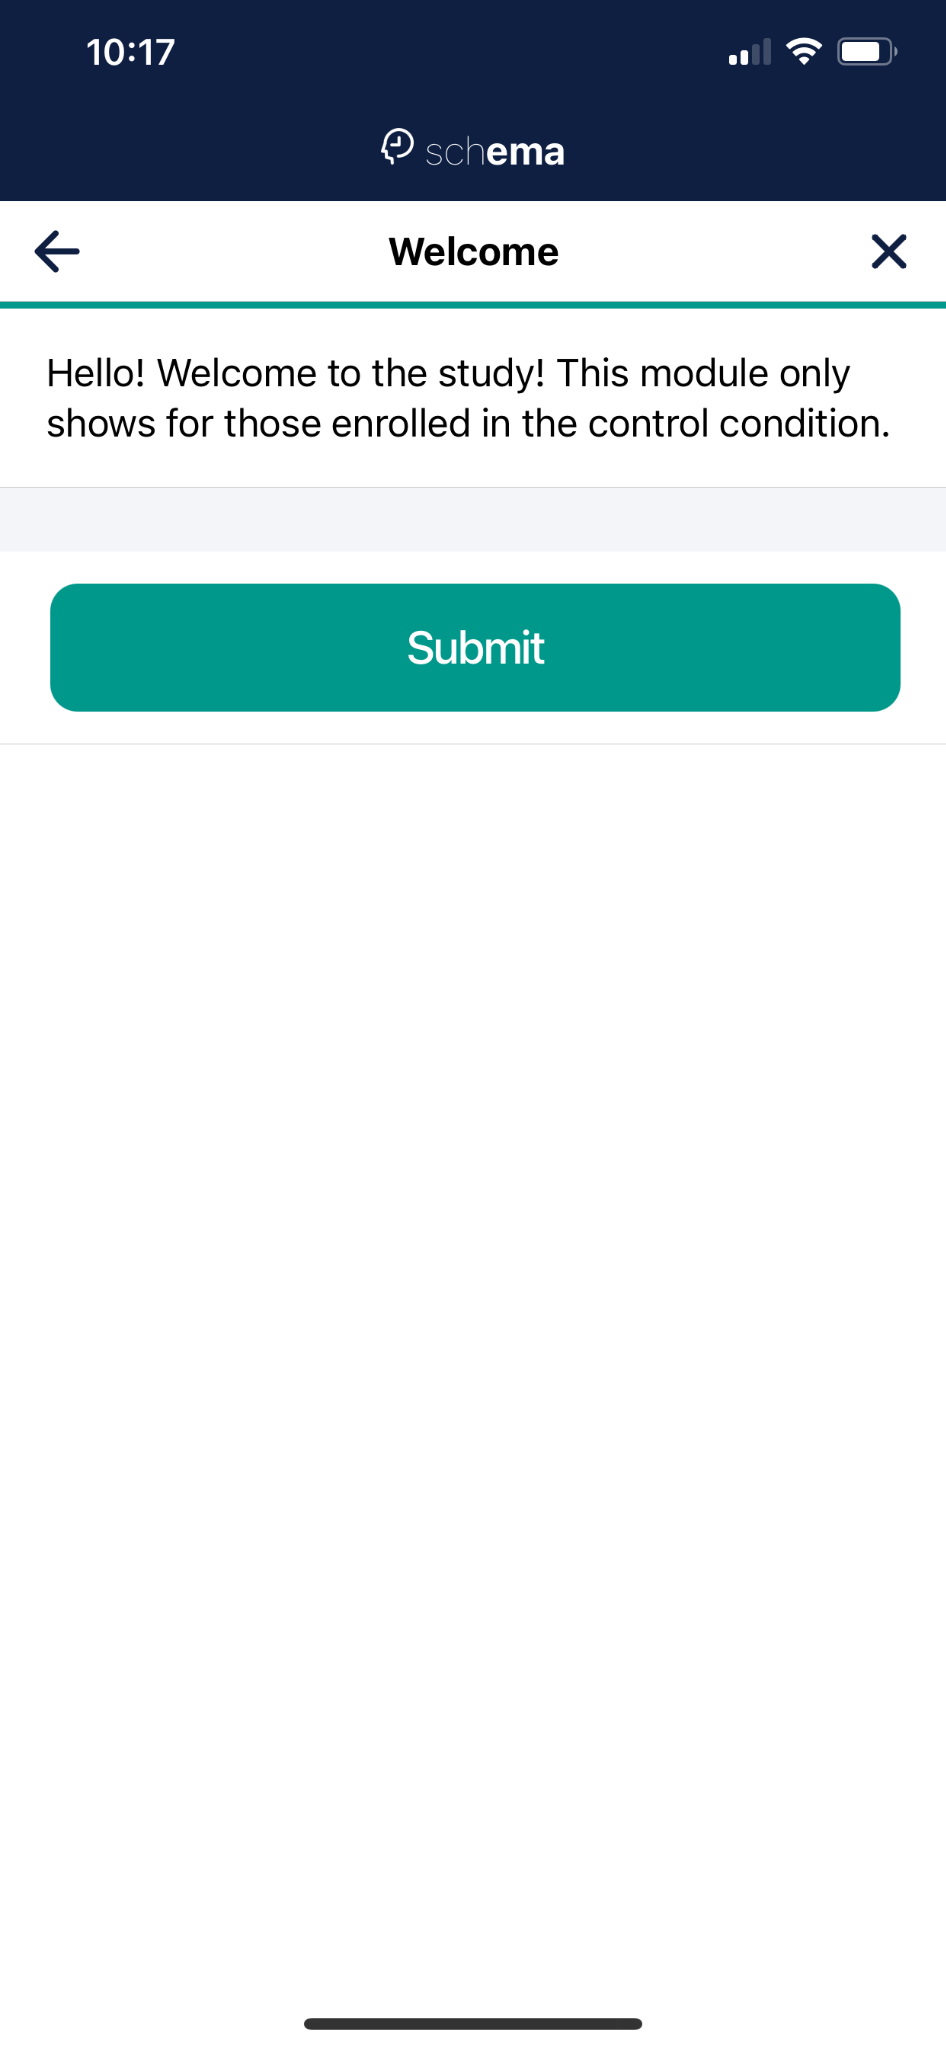 10:17
schema
Welcome
Hello! Welcome to the study! This module only
shows for those enrolled in the control condition.
Submit